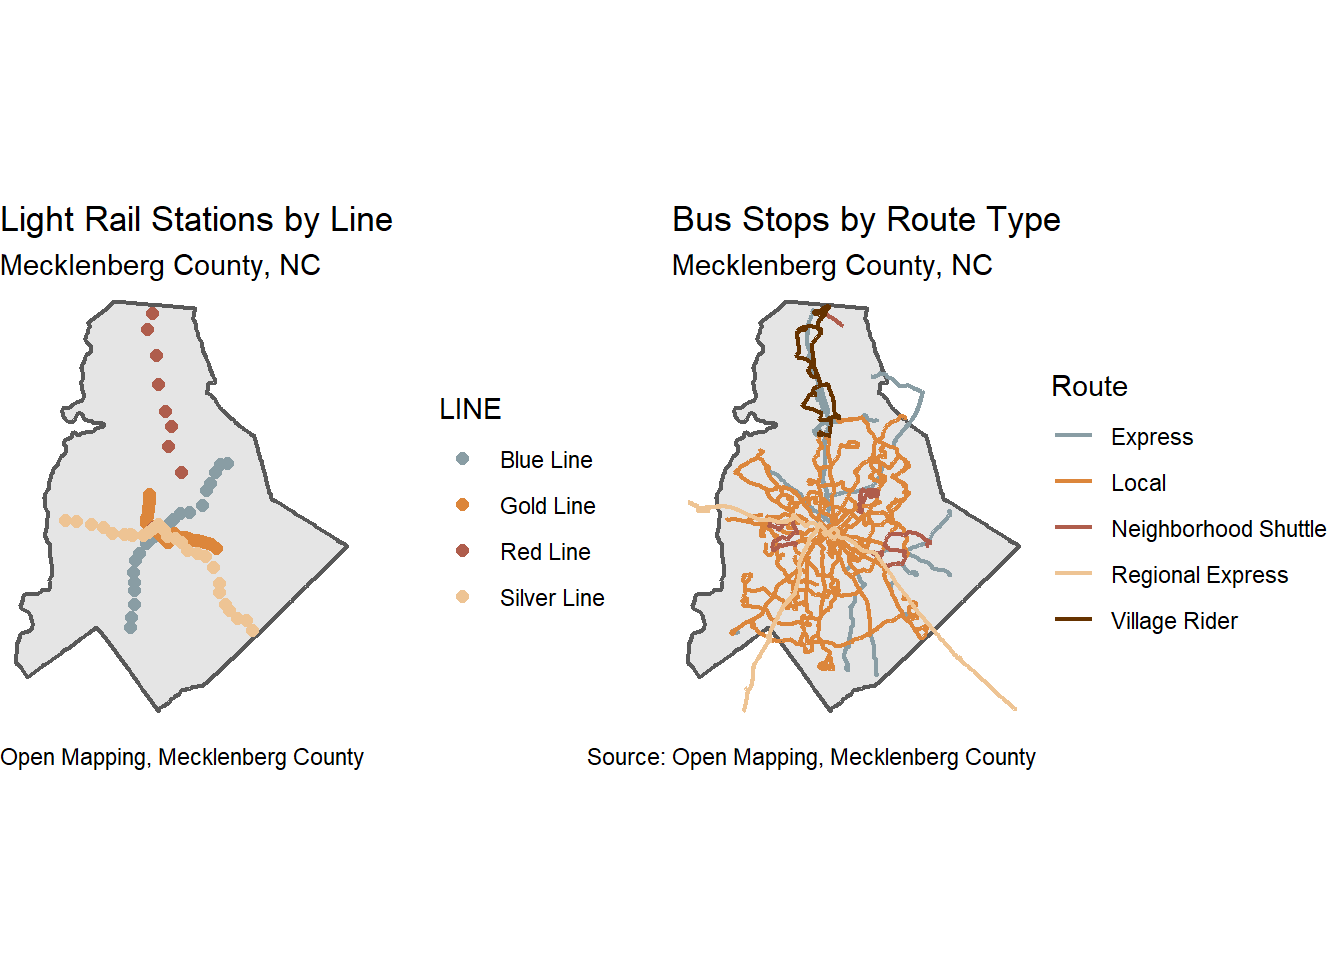 Light Rail Stations by Line
Mecklenberg County, NC
LINE
Blue Line
Gold Line
Red Line
Silver Line
Open Mapping, Mecklenberg County
Bus Stops by Route Type
Mecklenberg County, NC
Route
Express
Local
Neighborhood Shuttle
Regional Express
Village Rider
Source: Open Mapping, Mecklenberg County